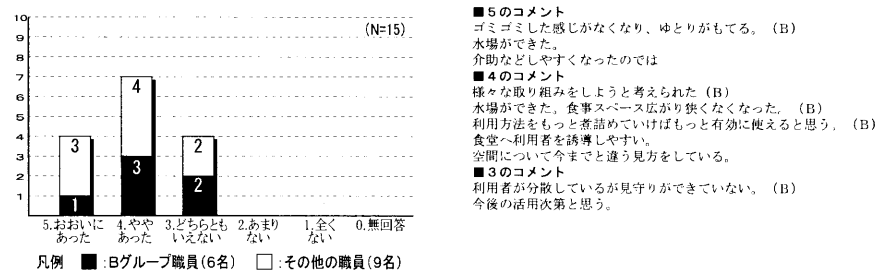 10
9
8
7
6
5
4
3
2
1
(N=15)
3
1
4
3
2
2
5.おおいに
あった
4.やや
あった
3.どちらとも
いえない
2.あまり
ない
1.全く
ない
0.無回答
凡例 ■:Bグループ職員(6名) □:その他の職員(9名)
■5のコメント
ゴミゴミした感じがなくなり、ゆとりがもてる。(B)
水場ができた。
介助などしやすくなったのでは
■4のコメント
様々な取り組みをしようと考えられた(B)
水場ができた。食事スペース広がり狭くなくなった。(B)
利用方法をもっと煮詰めていけばもっと有効に使えると思う。(B)
食堂へ利用者を誘導しやすい。
空間について今までと違う見方をしている。
■3のコメント
利用者が分散しているが見守りができていない。(B)
今後の活用次第と思う。